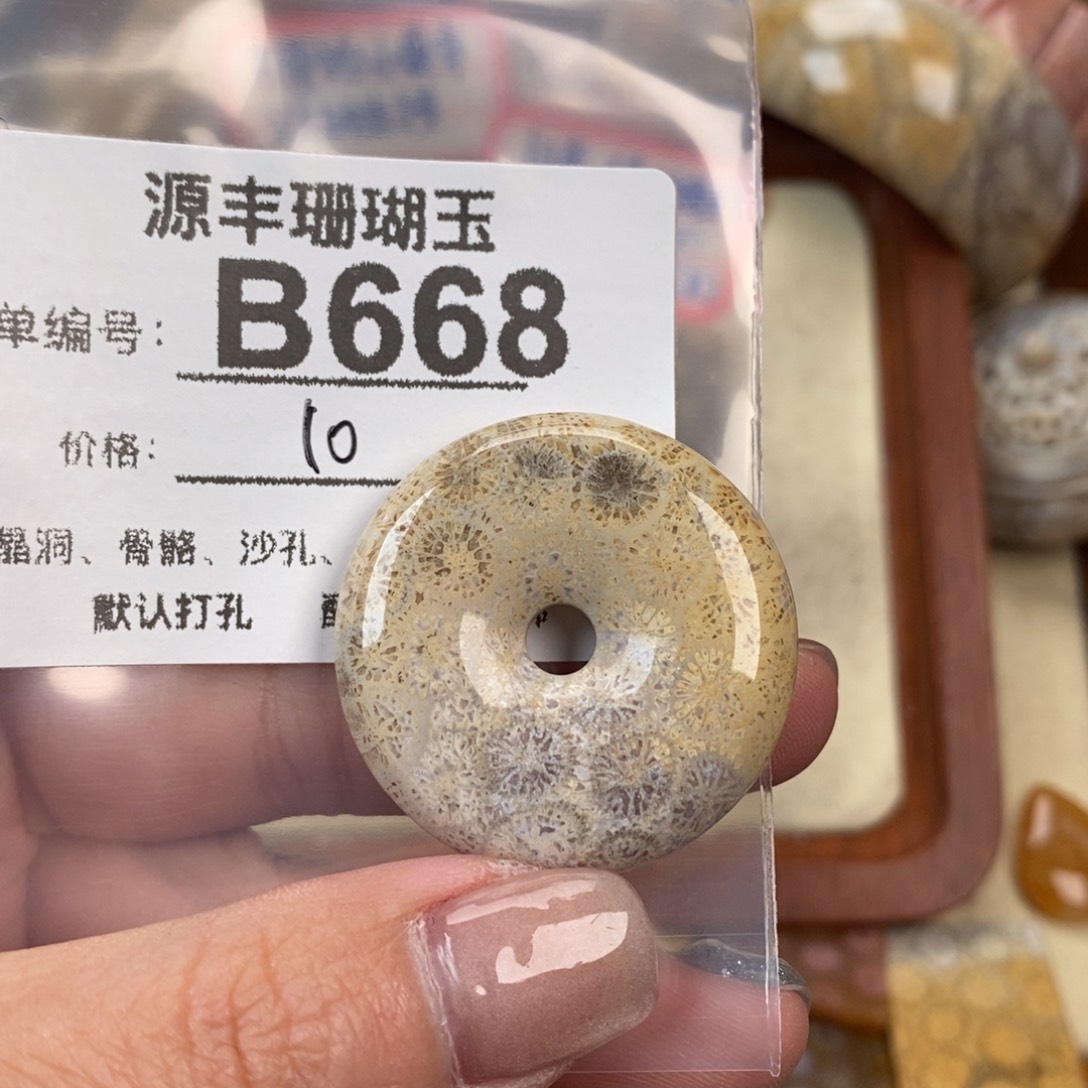 源丰珊瑚玉
单编号： B668
价格： 10
晶洞、骨骼、沙孔、
默认打孔